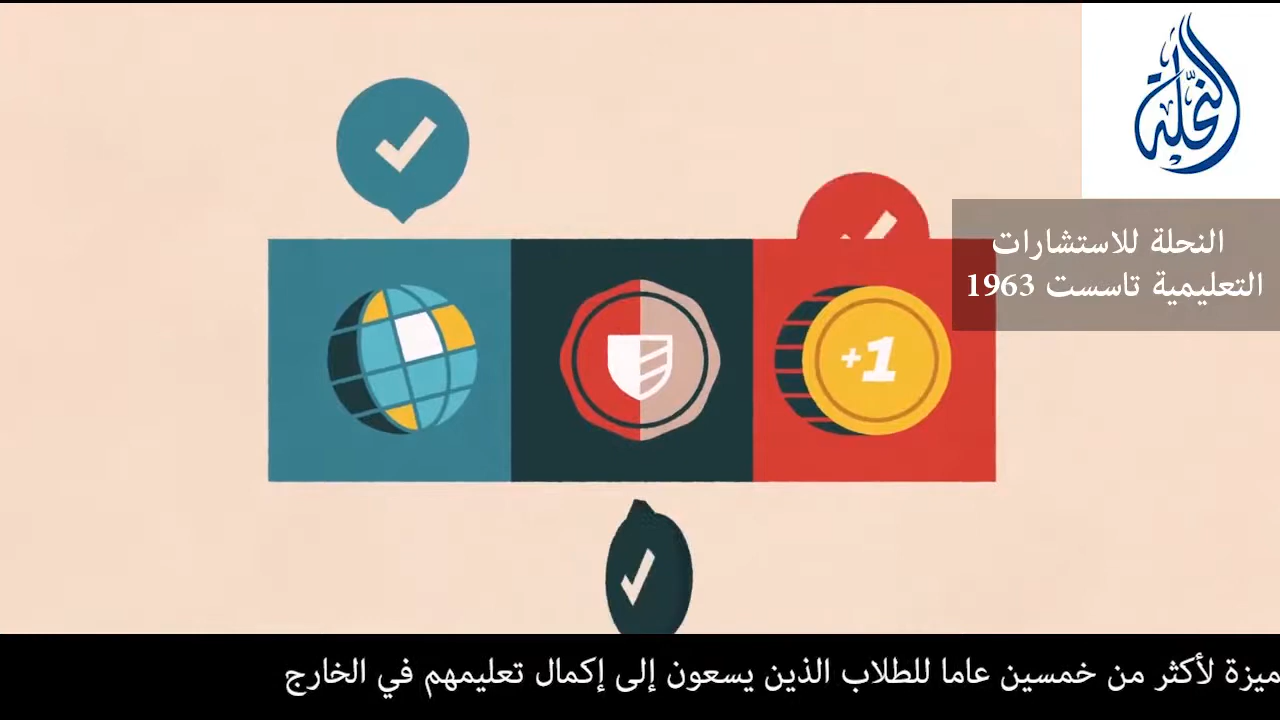 النحلة
النحلة للاستشارات
التعليمية تاسست 1963
+1
ميزة لأكثر من خمسين عاما للطلاب الذين يسعون إلى إكمال تعليمهم في الخارج